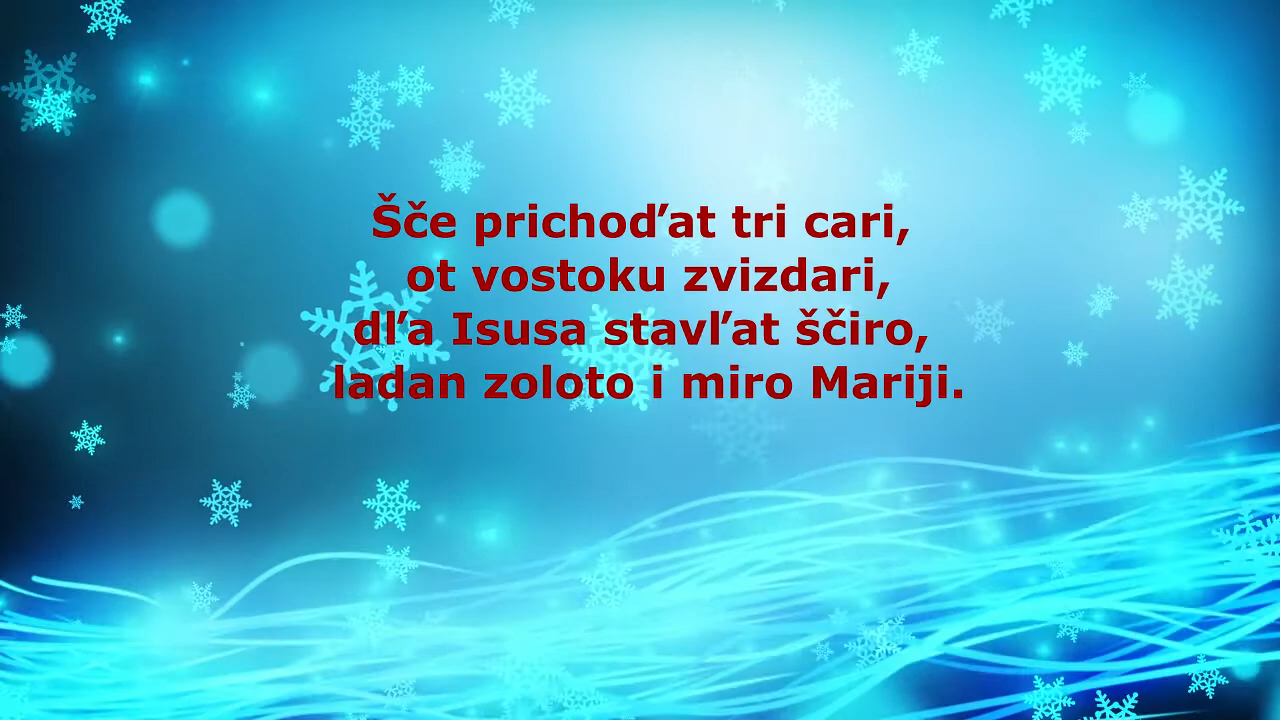 Šče prichoďat tri cari,
ot vostoku zvizdari,
dľa Isusa stavľat ščiro,
ladan zoloto i miro Mariji.